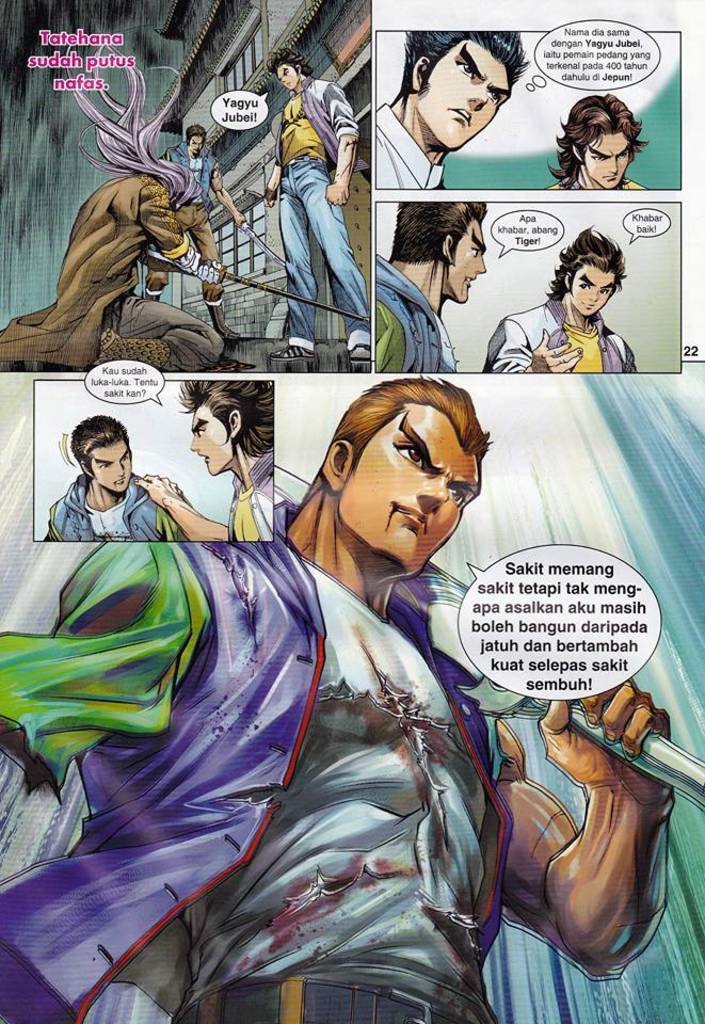 Tatehana
sudah putus
nafas.
Yagyu
Jubei!
Nama dia sama
dengan Yagyu Jubei,
iaitu pemain pedang yang
terkenal pada 400 tahun
dahulu di Jepun!
Apa
khabar, abang
Tiger!
Khabar
baik!
22
Kau sudah
luka-luka. Tentu
sakit kan?
Sakit memang
sakit tetapi tak meng-
apa asalkan aku masih
boleh bangun daripada
jatuh dan bertambah
kuat selepas sakit
sembuh!